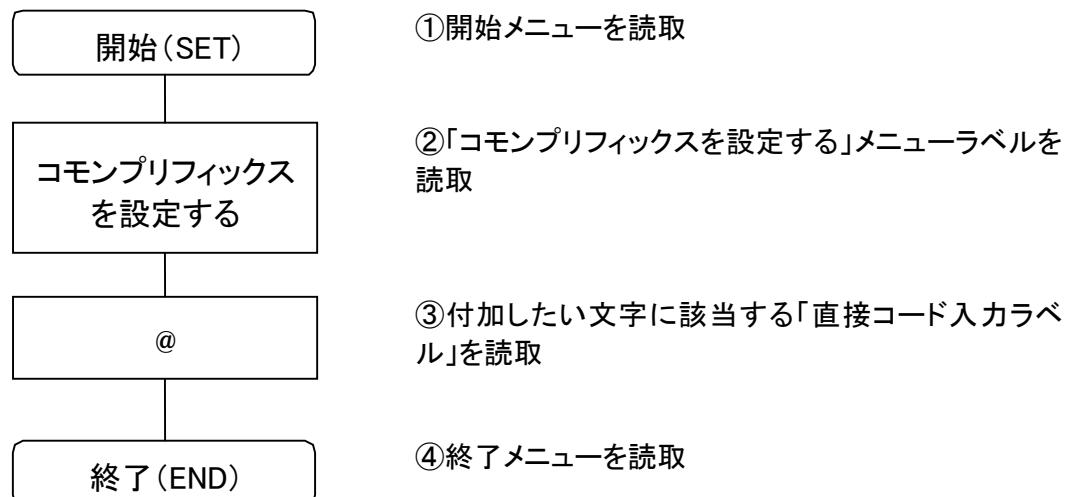 開始(SET)
①開始メニューを読取
コモンプリフィックス
を設定する
②「コモンプリフィックスを設定する」メニューラベルを
読取
@
③付加したい文字に該当する「直接コード入力ラベ
ル」を読取
終了(END)
④終了メニューを読取